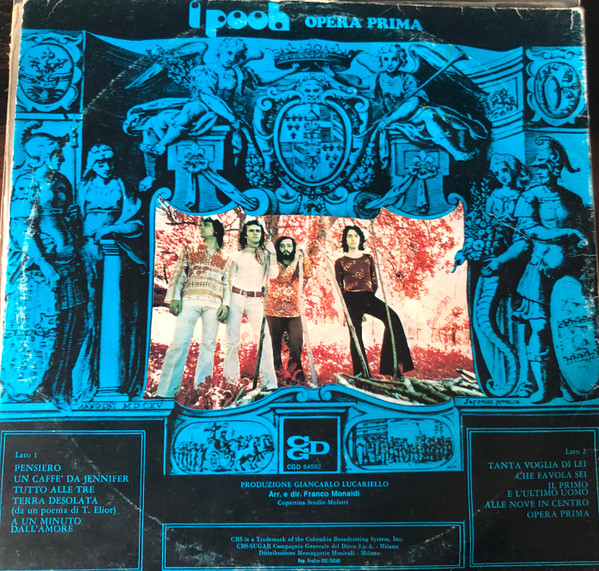 i pooh OPERA PRIMA
Lato 1
PENSIERO
UN CAFFE' DA JENNIFER
TUTTO ALLE TRE
TERRA DESOLATA
(da un poema di T. Eliot)
A UN MINUTO
DALL'AMORE
CGD
CGD 64592
PRODUZIONE GIANCARLO LUCARIELLO
Arr. e dir. Franco Monaldi
Copertina Studio Moletti
CBS is a Trademark of the Columbia Broadcasting System, Inc.
CBS-SUGAR Compagnia Generale del Disco S.p.A. - Milano
Distribuzione Messaggerie Musicali - Milano
Lato 2
TANTA VOGLIA DI LEI
CHE FAVOLA SEI
IL PRIMO
E L'ULTIMO UOMO
ALLE NOVE IN CENTRO
OPERA PRIMA